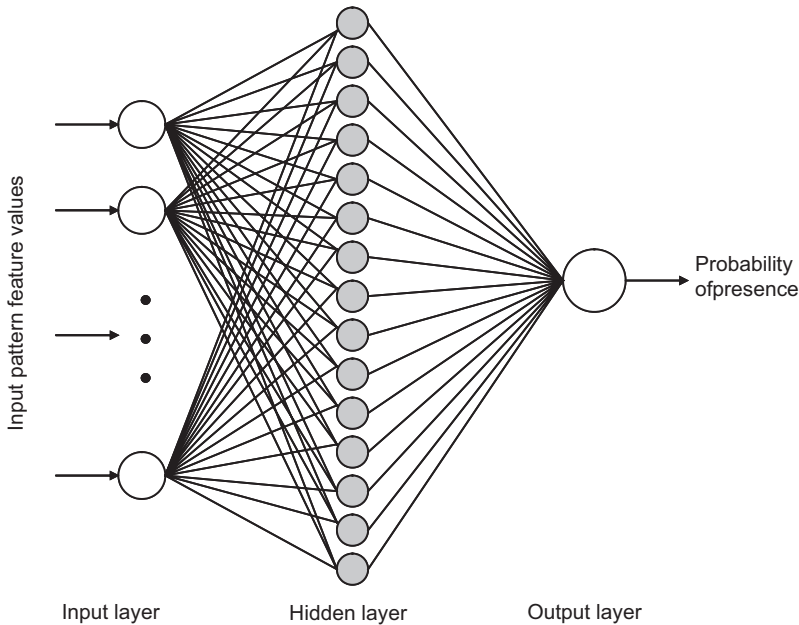 Input pattern feature values
Probability
ofpresence
Input layer
Hidden layer
Output layer